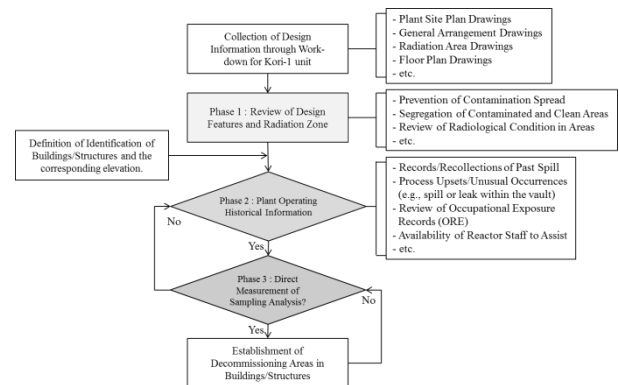 Collection of Design
Information through Work-
down for Kori-1 unit
- Plant Site Plan Drawings
- General Arrangement Drawings
- Radiation Area Drawings
- Floor Plan Drawings
- etc.
Phase 1 : Review of Design
Features and Radiation Zone
- Prevention of Contamination Spread
- Segregation of Contaminated and Clean Areas
- Review of Radiological Condition in Areas
- etc.
Definition of Identification of
Buildings/Structures and the
corresponding elevation.
Phase 2 : Plant Operating
Historical Information
- Records/Recollections of Past Spill
- Process Upsets/Unusual Occurrences
(e.g., spill or leak within the vault)
- Review of Occupational Exposure
Records (ORE)
- Availability of Reactor Staff to Assist
- etc.
No
Yes
Phase 3 : Direct
Measurement of
Sampling Analysis?
No
Yes
Establishment of
Decommissioning Areas in
Buildings/Structures